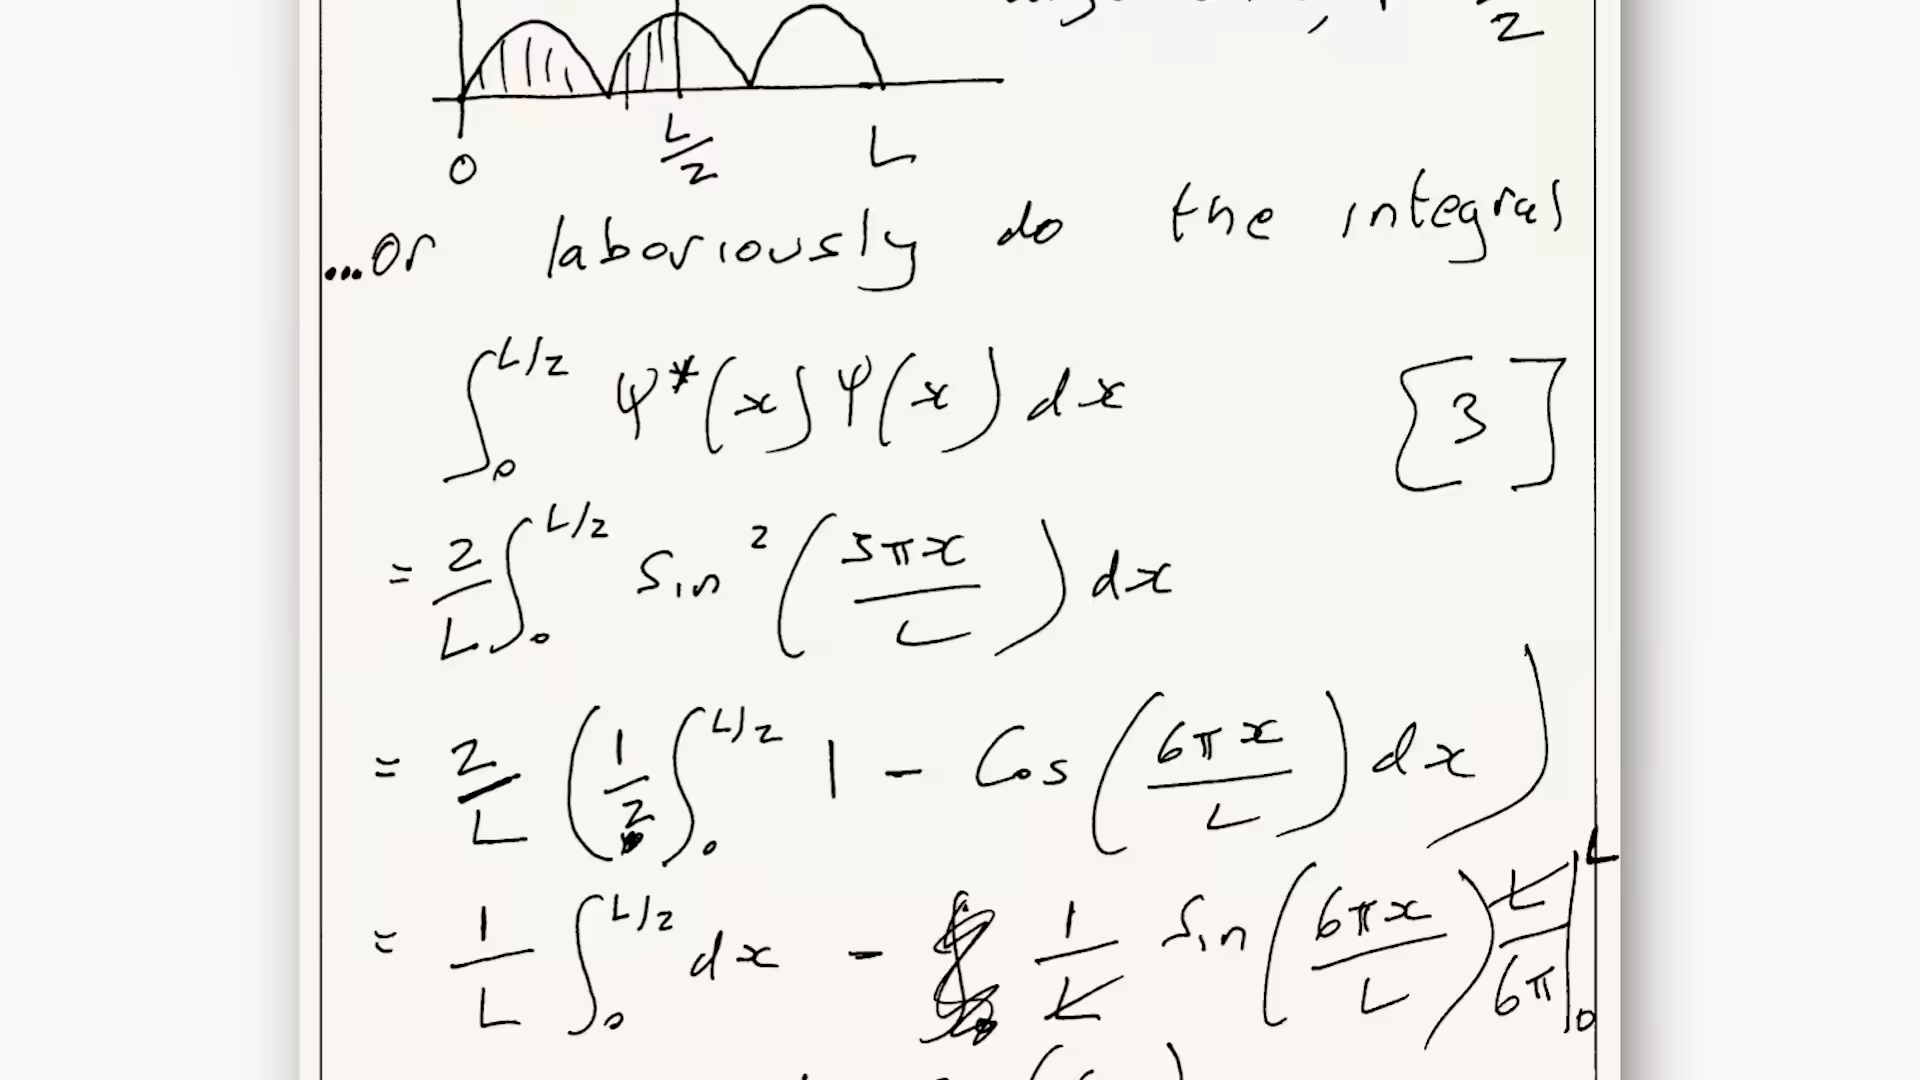 2
0 L/2 L
...or laboriously do the integral
∫₀^{L/2} ψ*(x)ψ(x) dx [3]
= 2/L ∫₀^{L/2} Sin²(3πx/L) dx
= 2/L (1/2 ∫₀^{L/2} 1 - Cos(6πx/L) dx)
= 1/L ∫₀^{L/2} dx - 1/L Sin(6πx/L) L/6π |₀^L